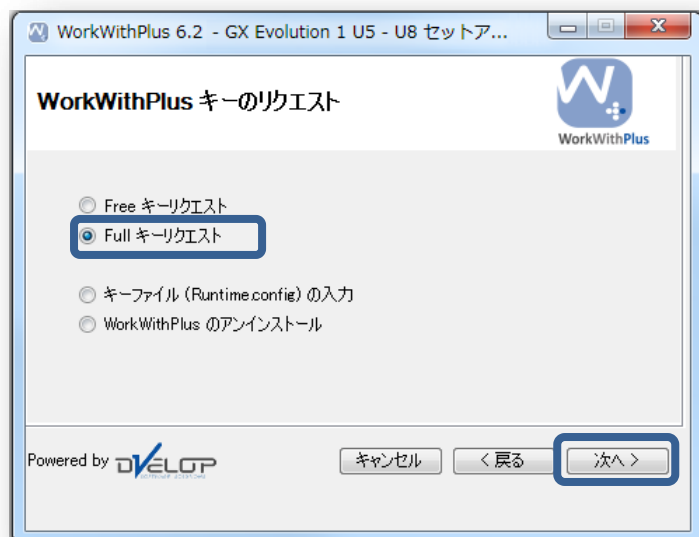 WorkWithPlus 6.2 - GX Evolution 1 U5 - U8 セットア...
WorkWithPlus キーのリクエスト
WorkWithPlus
Free キーリクエスト
Full キーリクエスト
キーファイル (Runtime.config) の入力
WorkWithPlus のアンインストール
Powered by DVELOP
キャンセル
< 戻る
次へ >